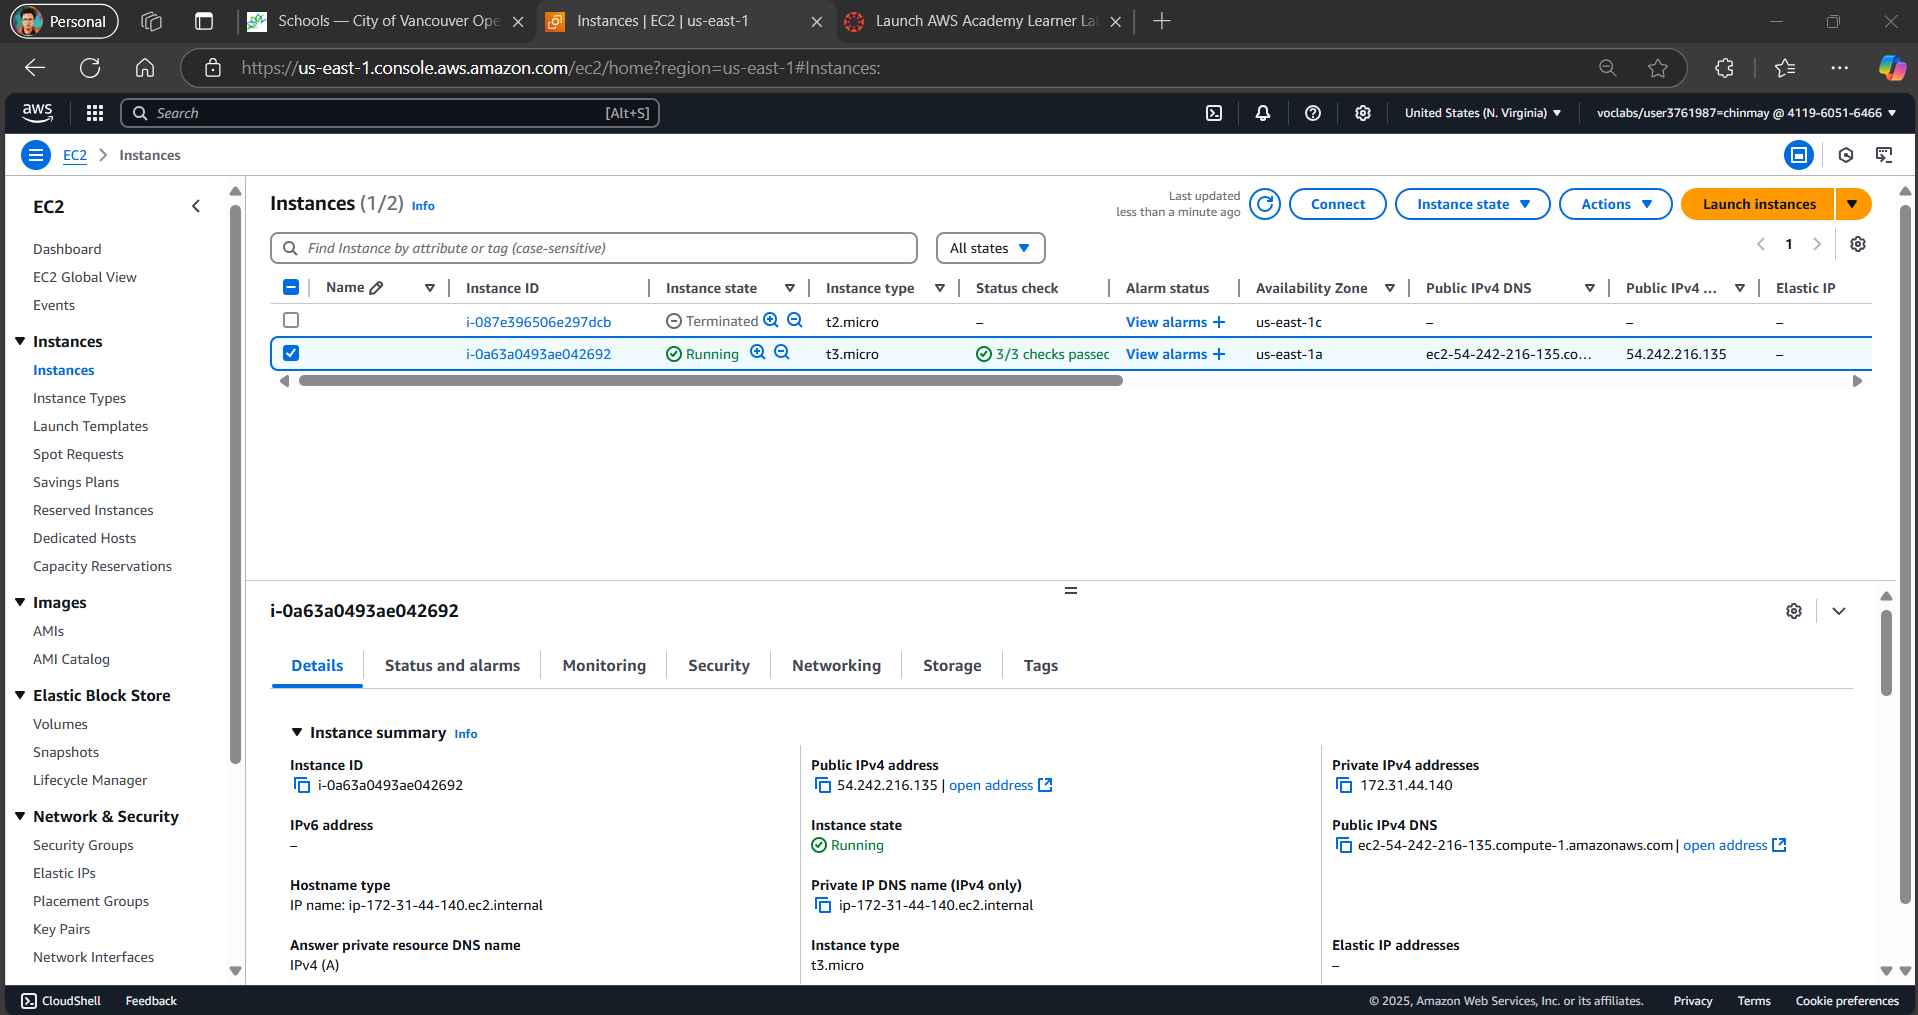 Personal
Schools — City of Vancouver Ope
Instances | EC2 | us-east-1
Launch AWS Academy Learner La
https://us-east-1.console.aws.amazon.com/ec2/home?region=us-east-1#Instances:
aws
Search
[Alt+S]
United States (N. Virginia)
voclabs/user3761987=chinmay @ 4119-6051-6466
EC2
Instances
EC2
Dashboard
EC2 Global View
Events
Instances
Instances
Instance Types
Launch Templates
Spot Requests
Savings Plans
Reserved Instances
Dedicated Hosts
Capacity Reservations
Images
AMIs
AMI Catalog
Elastic Block Store
Volumes
Snapshots
Lifecycle Manager
Network & Security
Security Groups
Elastic IPs
Placement Groups
Key Pairs
Network Interfaces
Instances (1/2) Info
Last updated
less than a minute ago
Connect
Instance state
Actions
Launch instances
Find Instance by attribute or tag (case-sensitive)
All states
1
Name Instance ID Instance state Instance type Status check Alarm status Availability Zone Public IPv4 DNS Public IPv4 ... Elastic IP
i-087e396506e297dcb Terminated t2.micro – View alarms + us-east-1c – – –
i-0a63a0493ae042692 Running t3.micro 3/3 checks passec View alarms + us-east-1a ec2-54-242-216-135.co... 54.242.216.135 –
i-0a63a0493ae042692
Details Status and alarms Monitoring Security Networking Storage Tags
Instance summary Info
Instance ID
i-0a63a0493ae042692
Public IPv4 address
54.242.216.135 | open address
Private IPv4 addresses
172.31.44.140
IPv6 address
–
Instance state
Running
Public IPv4 DNS
ec2-54-242-216-135.compute-1.amazonaws.com | open address
Hostname type
IP name: ip-172-31-44-140.ec2.internal
Private IP DNS name (IPv4 only)
ip-172-31-44-140.ec2.internal
Answer private resource DNS name
IPv4 (A)
Instance type
t3.micro
Elastic IP addresses
–
CloudShell
Feedback
© 2025, Amazon Web Services, Inc. or its affiliates.
Privacy
Terms
Cookie preferences